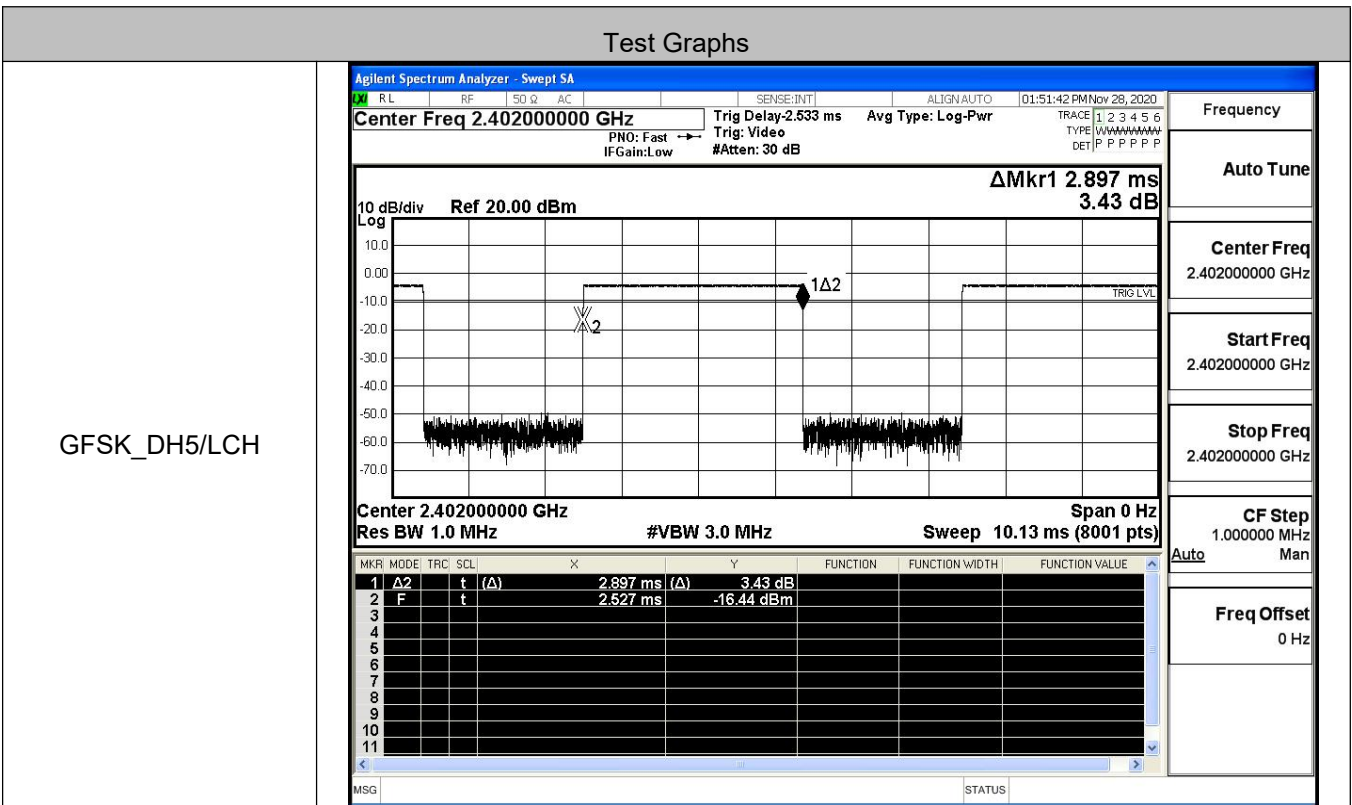 Test Graphs
GFSK_DH5/LCH
Agilent Spectrum Analyzer - Swept SA
LXI RL RF 50 Ω AC SENSE:INT ALIGN AUTO 01:51:42 PM Nov 28, 2020
Center Freq 2.402000000 GHz
PNO: Fast
IFGain:Low
Trig Delay-2.533 ms
Trig: Video
#Atten: 30 dB
Avg Type: Log-Pwr
TRACE 1 2 3 4 5 6
TYPE WWWWWW
DET P P P P P P
ΔMkr1 2.897 ms
3.43 dB
10 dB/div Ref 20.00 dBm
Log
10.0
0.00
-10.0
-20.0
-30.0
-40.0
-50.0
-60.0
-70.0
1Δ2
TRIG LVL
2
Center 2.402000000 GHz Span 0 Hz
Res BW 1.0 MHz #VBW 3.0 MHz Sweep 10.13 ms (8001 pts)
MKR MODE TRC SCL X Y FUNCTION FUNCTION WIDTH FUNCTION VALUE
1 Δ2 t (Δ) 2.897 ms (Δ) 3.43 dB
2 F t 2.527 ms -16.44 dBm
3
4
5
6
7
8
9
10
11
MSG STATUS
Frequency
Auto Tune
Center Freq
2.402000000 GHz
Start Freq
2.402000000 GHz
Stop Freq
2.402000000 GHz
CF Step
1.000000 MHz
Auto Man
Freq Offset
0 Hz